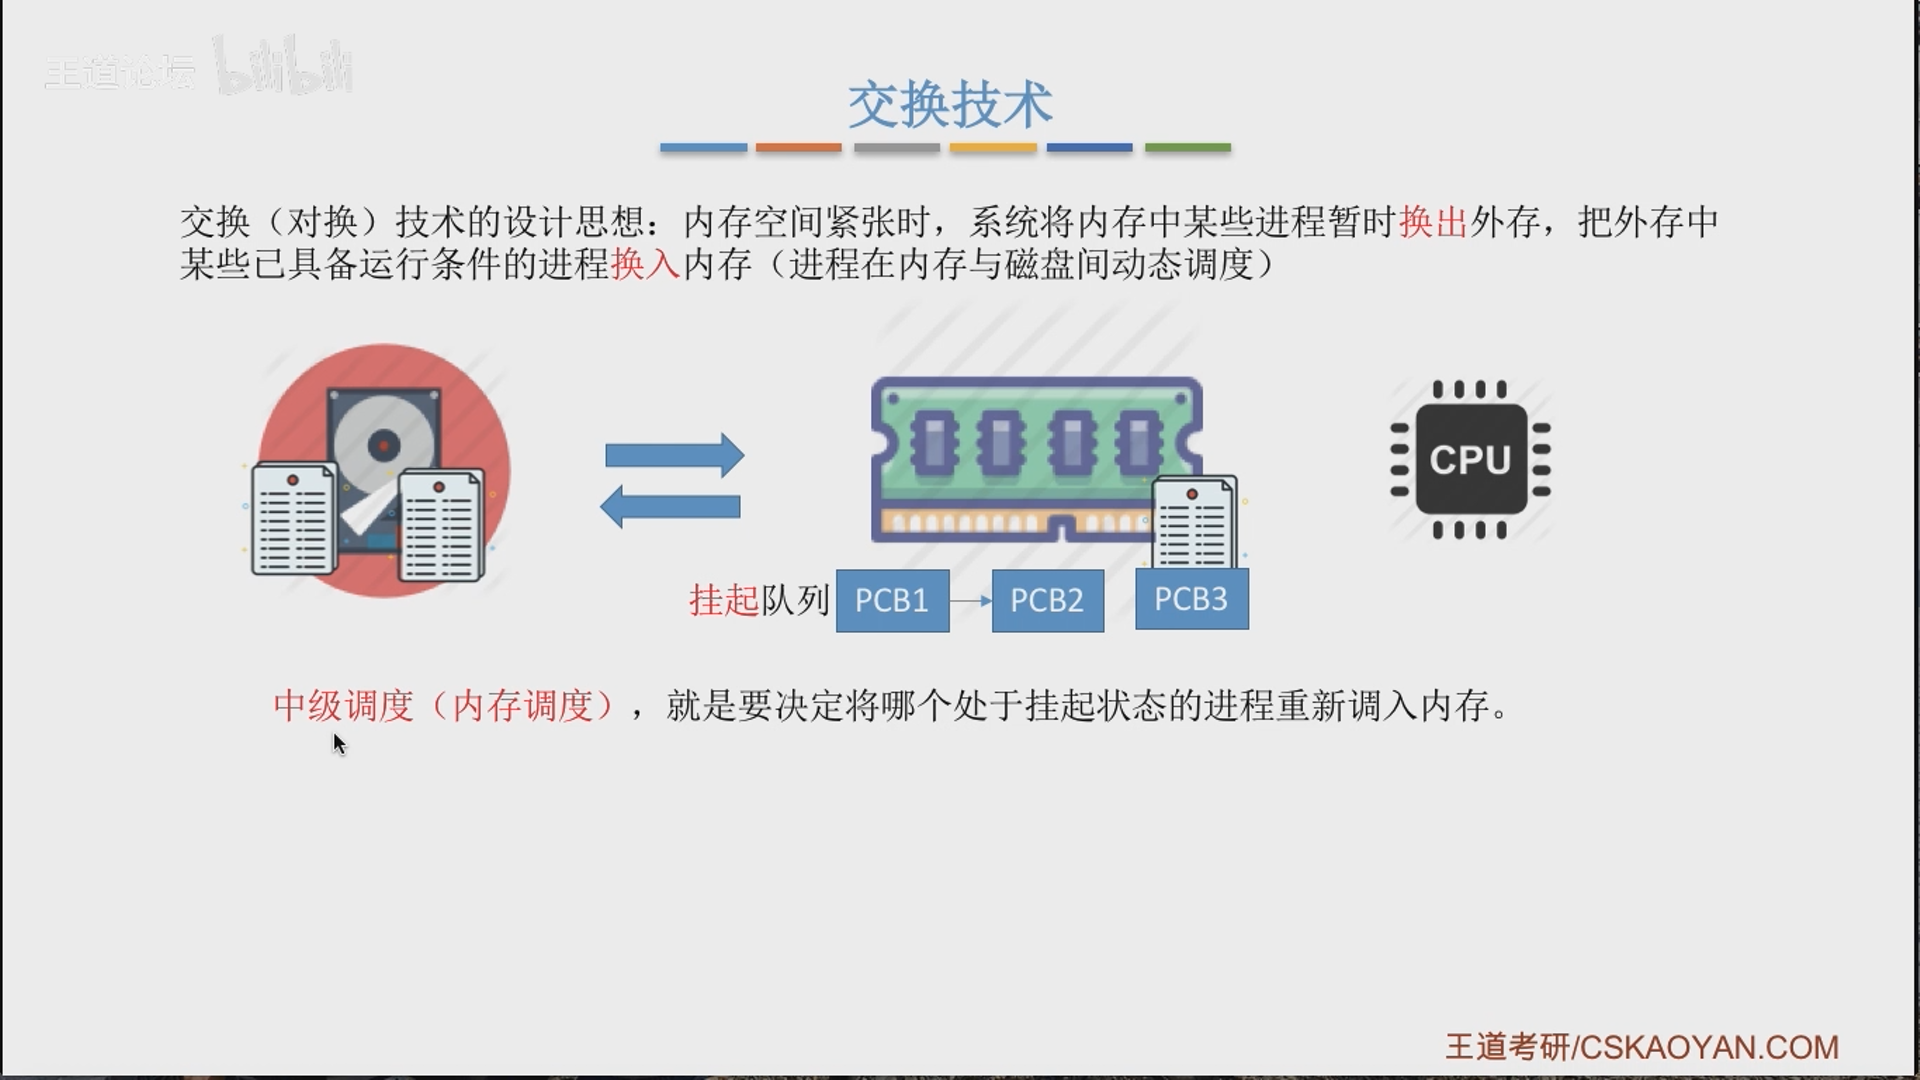 王道论坛 bilibili
交换技术
交换（对换）技术的设计思想：内存空间紧张时，系统将内存中某些进程暂时换出外存，把外存中
某些已具备运行条件的进程换入内存（进程在内存与磁盘间动态调度）
CPU
挂起队列 PCB1 PCB2 PCB3
中级调度（内存调度），就是要决定将哪个处于挂起状态的进程重新调入内存。
王道考研/CSKAOYAN.COM